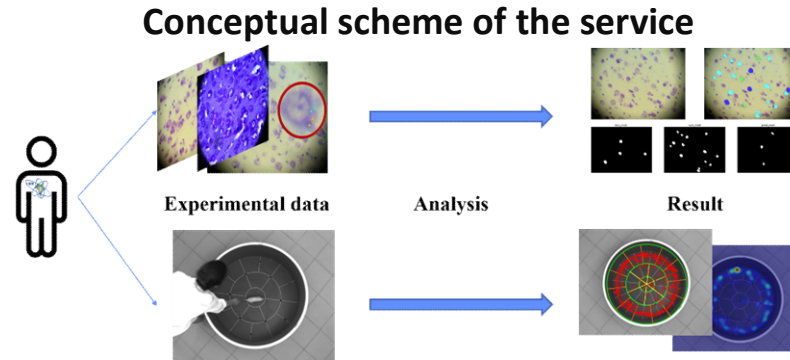 Conceptual scheme of the service
Experimental data
Analysis
Result